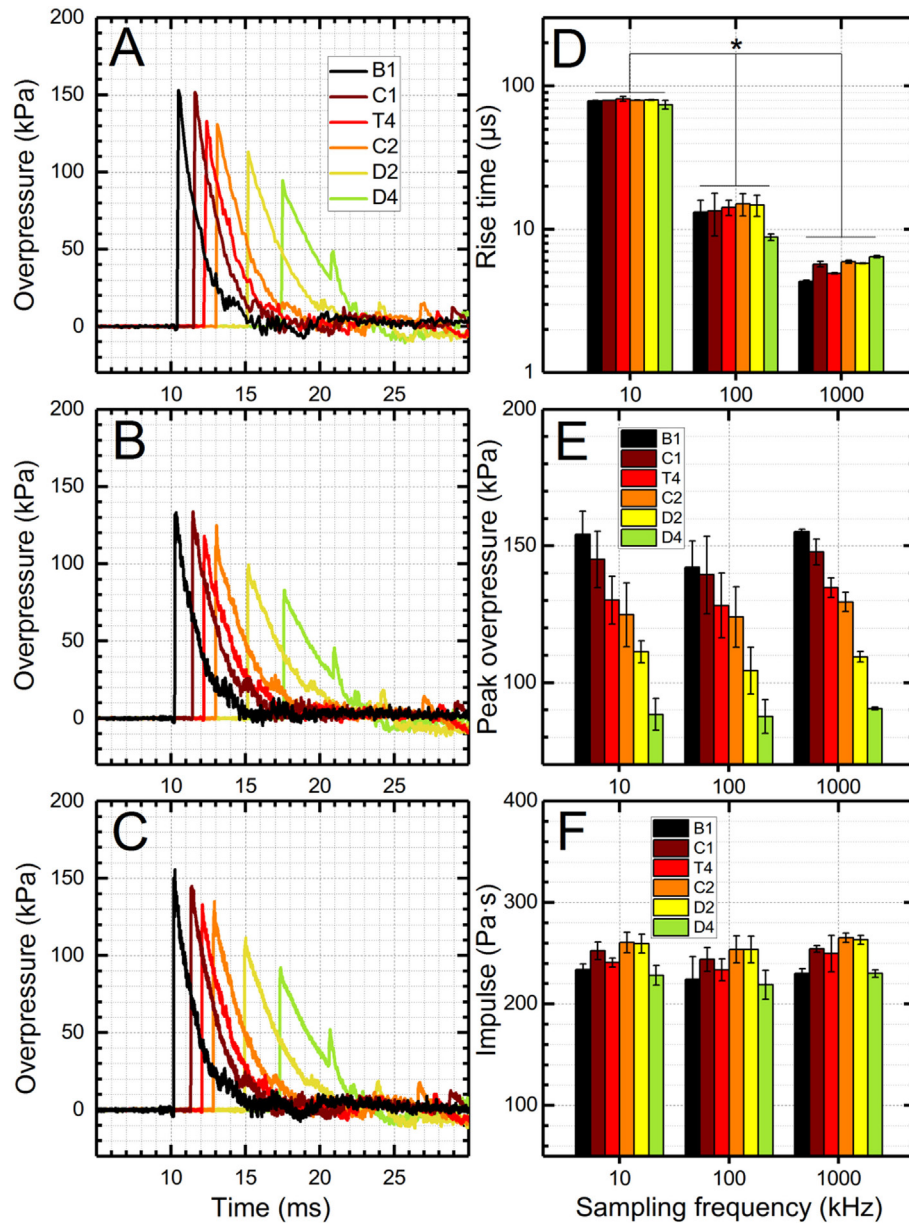 A
200
150
100
50
0
Overpressure (kPa)
10 15 20 25
B1
C1
T4
C2
D2
D4
B
200
150
100
50
0
Overpressure (kPa)
10 15 20 25
C
200
150
100
50
0
Overpressure (kPa)
10 15 20 25
Time (ms)
D
*
100
10
1
Rise time (µs)
10 100 1000
E
200
150
100
Peak overpressure (kPa)
B1
C1
T4
C2
D2
D4
10 100 1000
F
400
300
200
100
Impulse (Pa·s)
B1
C1
T4
C2
D2
D4
10 100 1000
Sampling frequency (kHz)